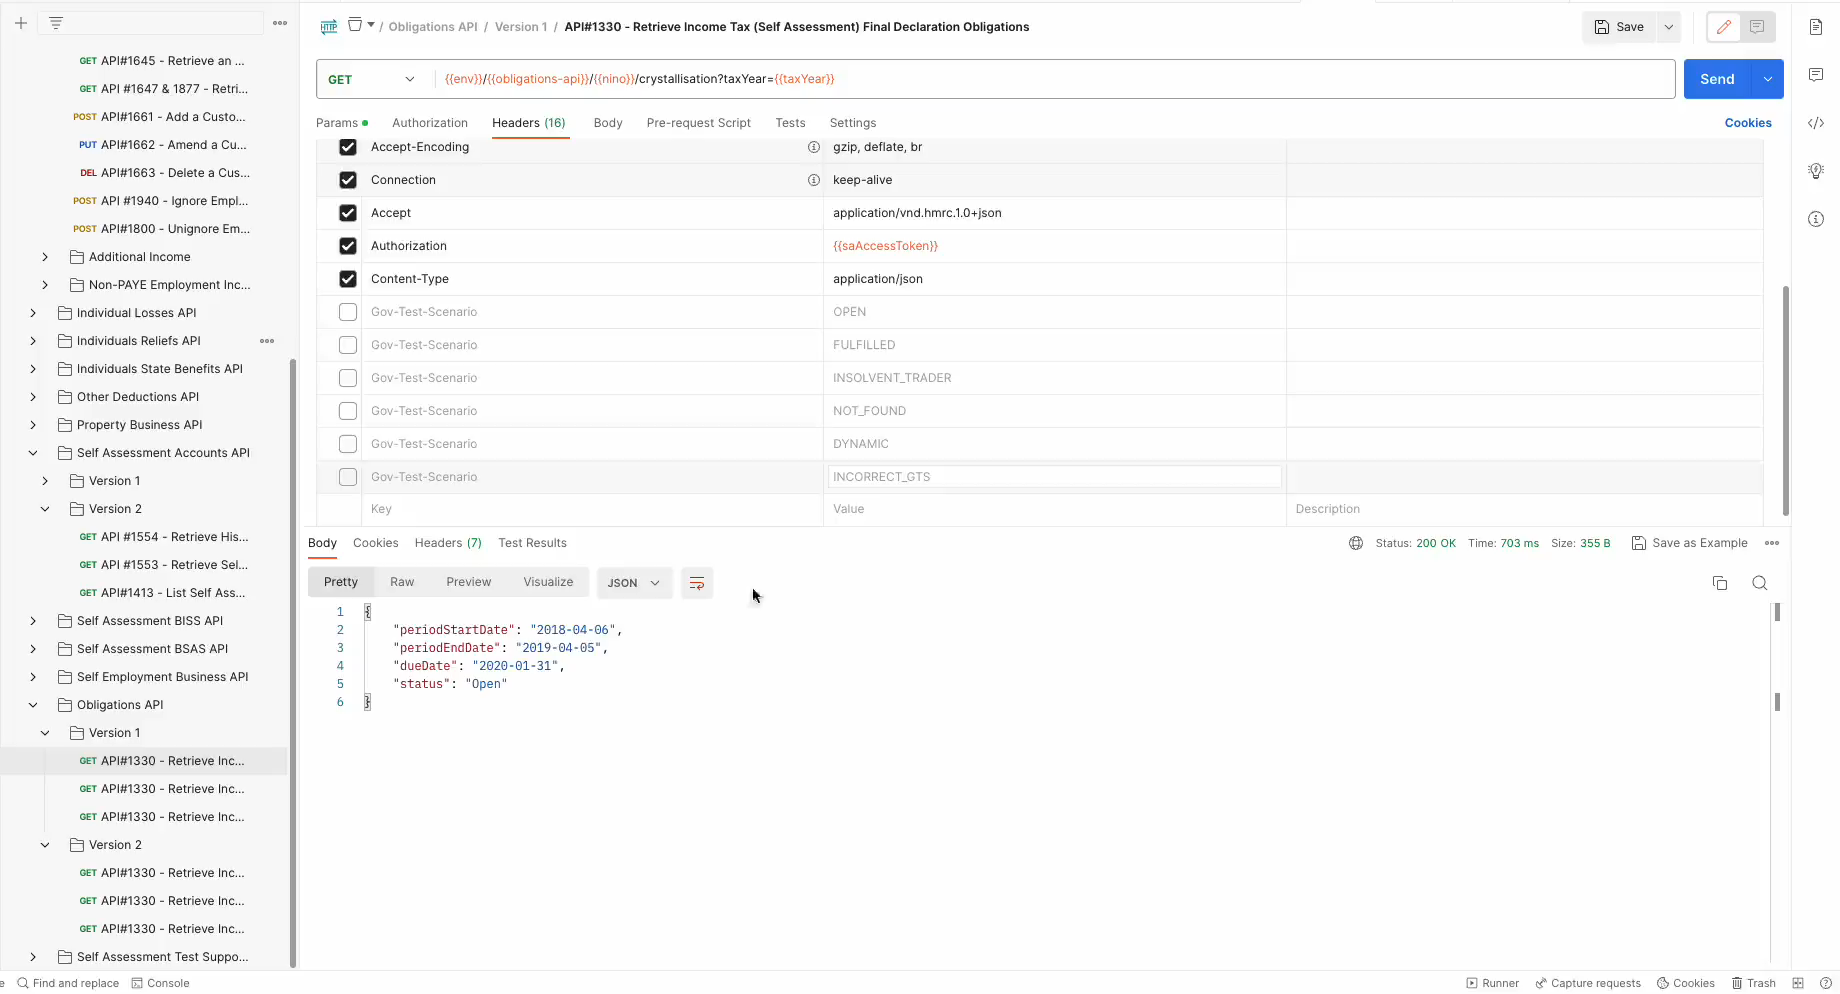 GET API#1645 - Retrieve an ...
GET API #1647 & 1877 - Retri...
POST API#1661 - Add a Custo...
PUT API#1662 - Amend a Cu...
DEL API#1663 - Delete a Cus...
POST API #1940 - Ignore Empl...
POST API#1800 - Unignore Em...
Additional Income
Non-PAYE Employment Inc...
Individual Losses API
Individuals Reliefs API
Individuals State Benefits API
Other Deductions API
Property Business API
Self Assessment Accounts API
Version 1
Version 2
GET API #1554 - Retrieve His...
GET API #1553 - Retrieve Sel...
GET API#1413 - List Self Ass...
Self Assessment BISS API
Self Assessment BSAS API
Self Employment Business API
Obligations API
Version 1
GET API#1330 - Retrieve Inc...
GET API#1330 - Retrieve Inc...
GET API#1330 - Retrieve Inc...
Version 2
GET API#1330 - Retrieve Inc...
GET API#1330 - Retrieve Inc...
GET API#1330 - Retrieve Inc...
Self Assessment Test Suppo...
HTTP / Obligations API / Version 1 / API#1330 - Retrieve Income Tax (Self Assessment) Final Declaration Obligations
Save
GET {{env}}/{{obligations-api}}/{{nino}}/crystallisation?taxYear={{taxYear}}
Send
Params Authorization Headers (16) Body Pre-request Script Tests Settings Cookies
Accept-Encoding gzip, deflate, br
Connection keep-alive
Accept application/vnd.hmrc.1.0+json
Authorization {{saAccessToken}}
Content-Type application/json
Gov-Test-Scenario OPEN
Gov-Test-Scenario FULFILLED
Gov-Test-Scenario INSOLVENT_TRADER
Gov-Test-Scenario NOT_FOUND
Gov-Test-Scenario DYNAMIC
Gov-Test-Scenario INCORRECT_GTS
Key Value Description
Body Cookies Headers (7) Test Results Status: 200 OK Time: 703 ms Size: 355 B Save as Example
Pretty Raw Preview Visualize JSON
1 {
2 "periodStartDate": "2018-04-06",
3 "periodEndDate": "2019-04-05",
4 "dueDate": "2020-01-31",
5 "status": "Open"
6 }
e Find and replace Console Runner Capture requests Cookies Trash